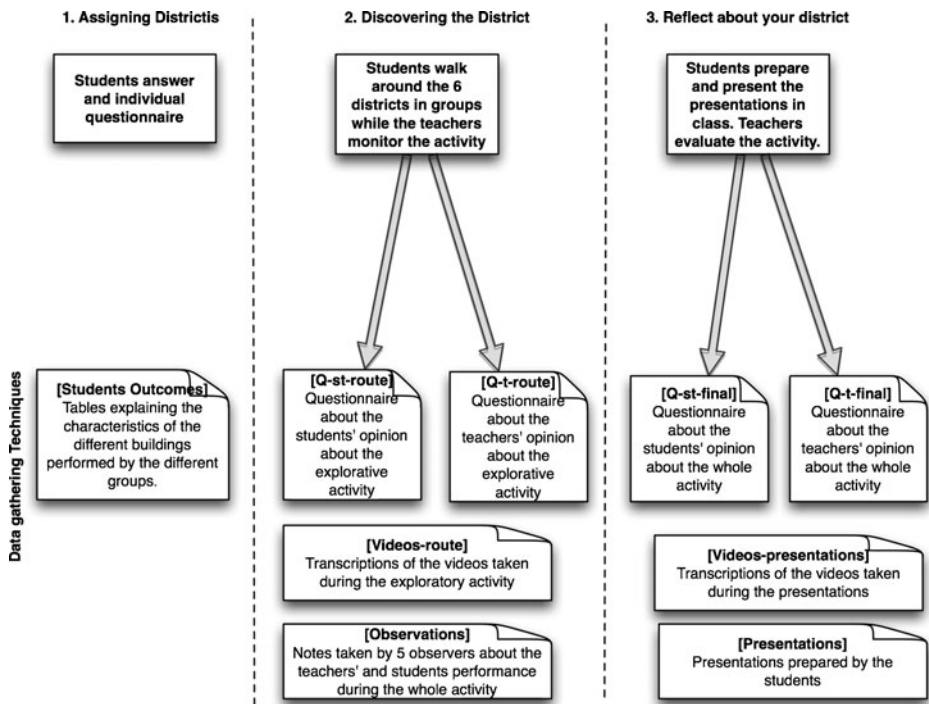 1. Assigning Districtis
2. Discovering the District
3. Reflect about your district
Students answer
and individual
questionnaire
Students walk
around the 6
districts in groups
while the teachers
monitor the activity
Students prepare
and present the
presentations in
class. Teachers
evaluate the activity.
Data gathering Techniques
[Students Outcomes]
Tables explaining the
characteristics of the
different buildings
performed by the different
groups.
[Q-st-route]
Questionnaire
about the
students' opinion
about the
explorative
activity
[Q-t-route]
Questionnaire
about the
teachers' opinion
about the
explorative
activity
[Q-st-final]
Questionnaire
about the
students' opinion
about the whole
activity
[Q-t-final]
Questionnaire
about the
teachers' opinion
about the whole
activity
[Videos-route]
Transcriptions of the videos taken
during the exploratory activity
[Videos-presentations]
Transcriptions of the videos taken
during the presentations
[Observations]
Notes taken by 5 observers about the
teachers' and students performance
during the whole activity
[Presentations]
Presentations prepared by the
students